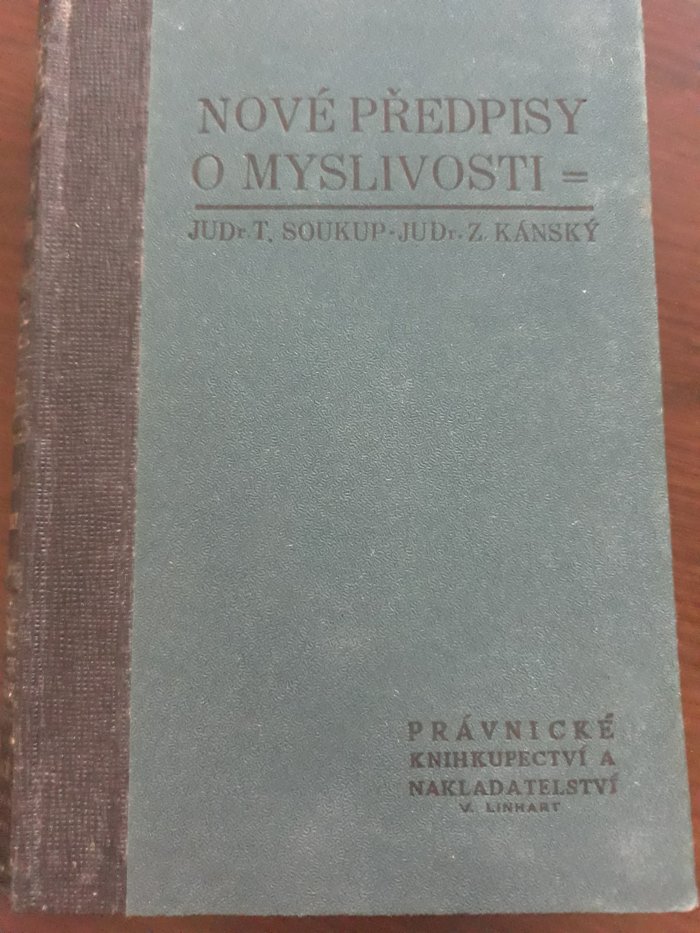 NOVÉ PŘEDPISY
O MYSLIVOSTI =
JUDr. T. SOUKUP • JUDr. Z. KÁNSKÝ
PRÁVNICKÉ
KNIHKUPECTVÍ A
NAKLADATELSTVÍ
V. LINHART